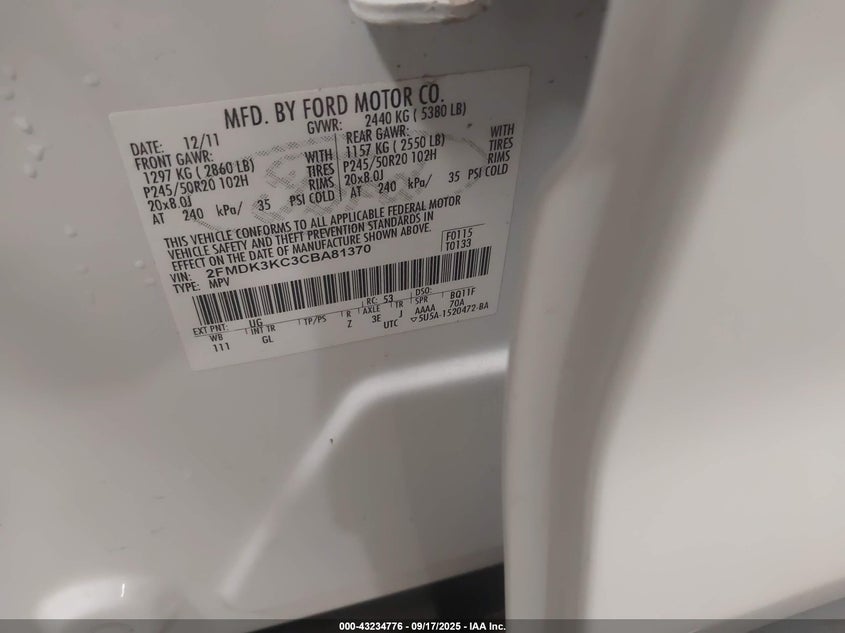 MFD. BY FORD MOTOR CO.
DATE: 12/11 GVWR: 2440 KG ( 5380 LB)
FRONT GAWR: REAR GAWR:
1297 KG ( 2860 LB) WITH 1157 KG ( 2550 LB) WITH
P245/50R20 102H TIRES P245/50R20 102H TIRES
20x8.0J RIMS 20x8.0J RIMS
AT 240 kPa/ 35 PSI COLD AT 240 kPa/ 35 PSI COLD
THIS VEHICLE CONFORMS TO ALL APPLICABLE FEDERAL MOTOR
VEHICLE SAFETY AND THEFT PREVENTION STANDARDS IN
EFFECT ON THE DATE OF MANUFACTURE SHOWN ABOVE.
VIN: 2FMDK3KC3CBA81370
TYPE: MPV
F0115
T0133
EXT PNT: UG RC: 53 DSO:
WB INT TR TP/PS R AXLE TR SPR BQ11F
111 GL Z 3E J AAAA 70A
UTC ▽5U5A-1520472-BA
000-43234776 - 09/17/2025 - IAA Inc.